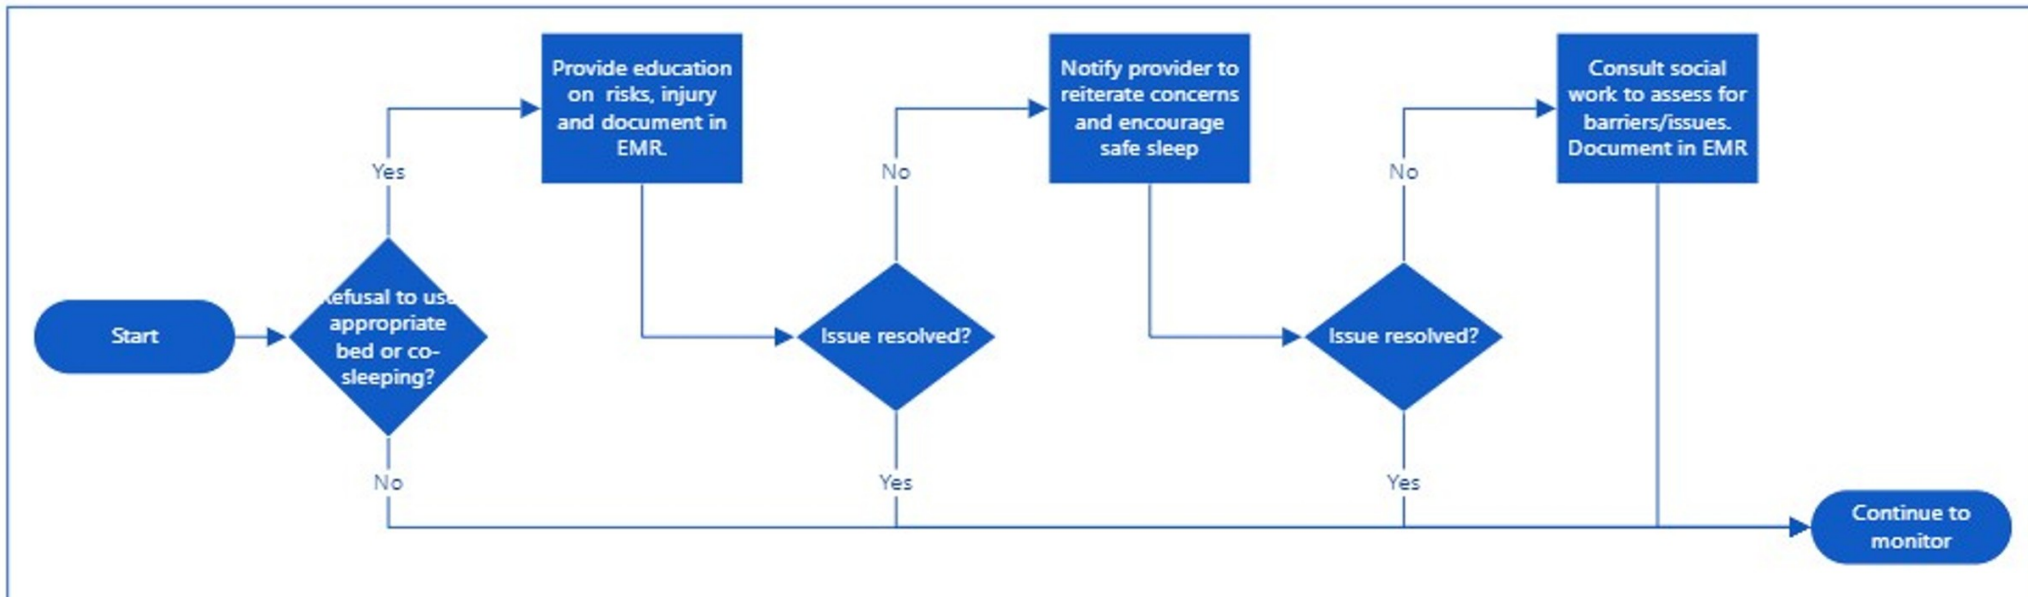 Provide education
on risks, injury
and document in
EMR.
Notify provider to
reiterate concerns
and encourage
safe sleep
Consult social
work to assess for
barriers/issues.
Document in EMR
Yes
No
No
Start
Refusal to use
appropriate
bed or co-
sleeping?
Issue resolved?
Issue resolved?
No
Yes
Yes
Continue to
monitor